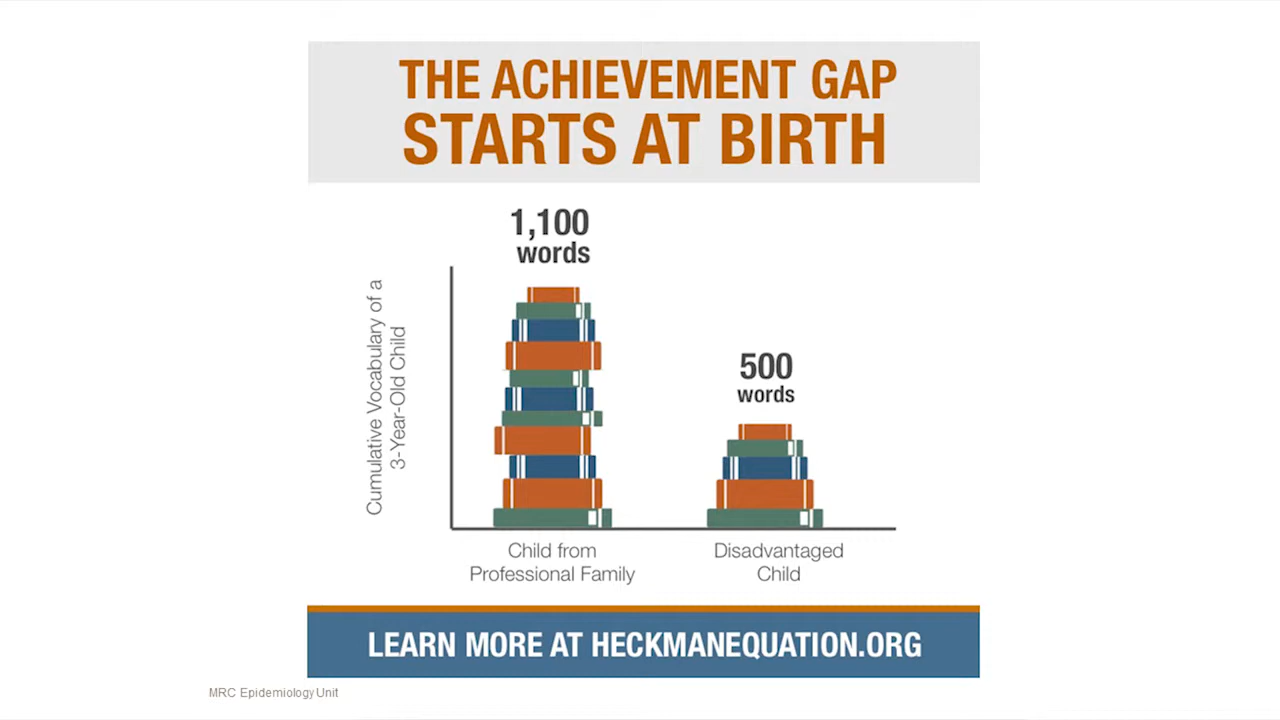 THE ACHIEVEMENT GAP
STARTS AT BIRTH
1,100
words
500
words
Cumulative Vocabulary of a
3-Year-Old Child
Child from
Professional Family
Disadvantaged
Child
LEARN MORE AT HECKMANEQUATION.ORG
MRC Epidemiology Unit